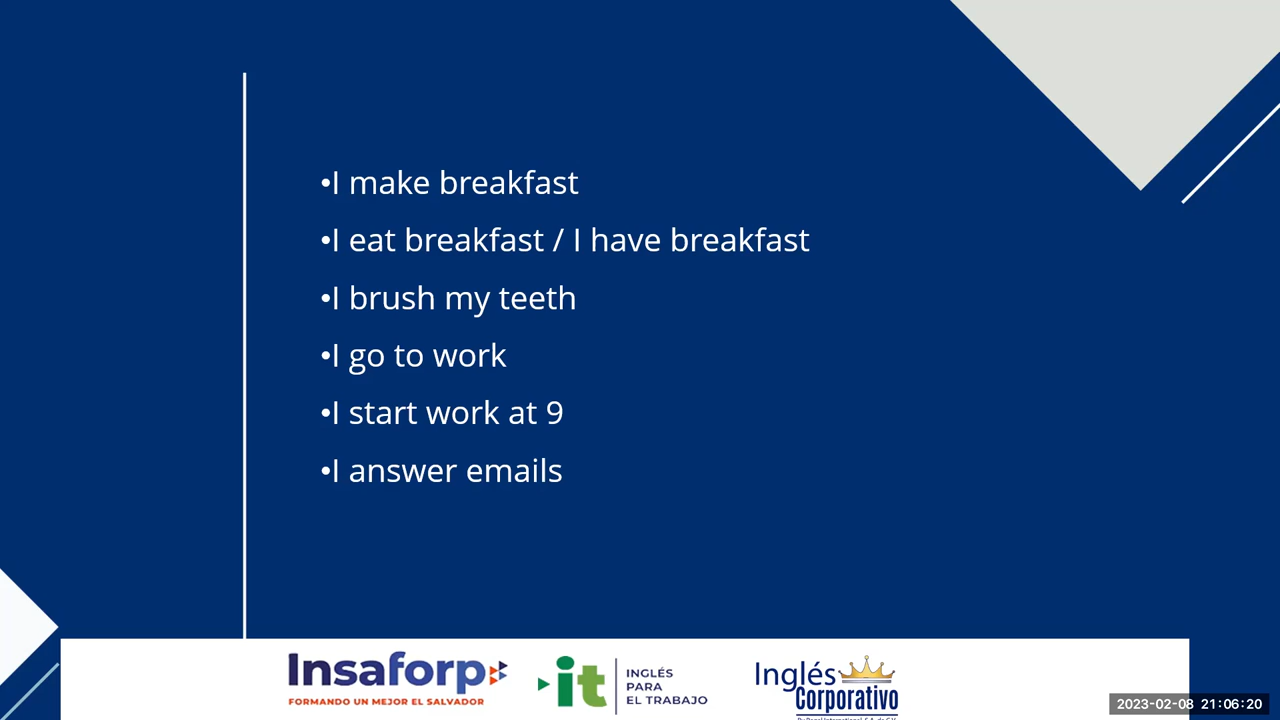 •I make breakfast
•I eat breakfast / I have breakfast
•I brush my teeth
•I go to work
•I start work at 9
•I answer emails
Insaforp
FORMANDO UN MEJOR EL SALVADOR
it
INGLÉS
PARA
EL TRABAJO
Inglés
Corporativo
2023-02-08 21:06:20